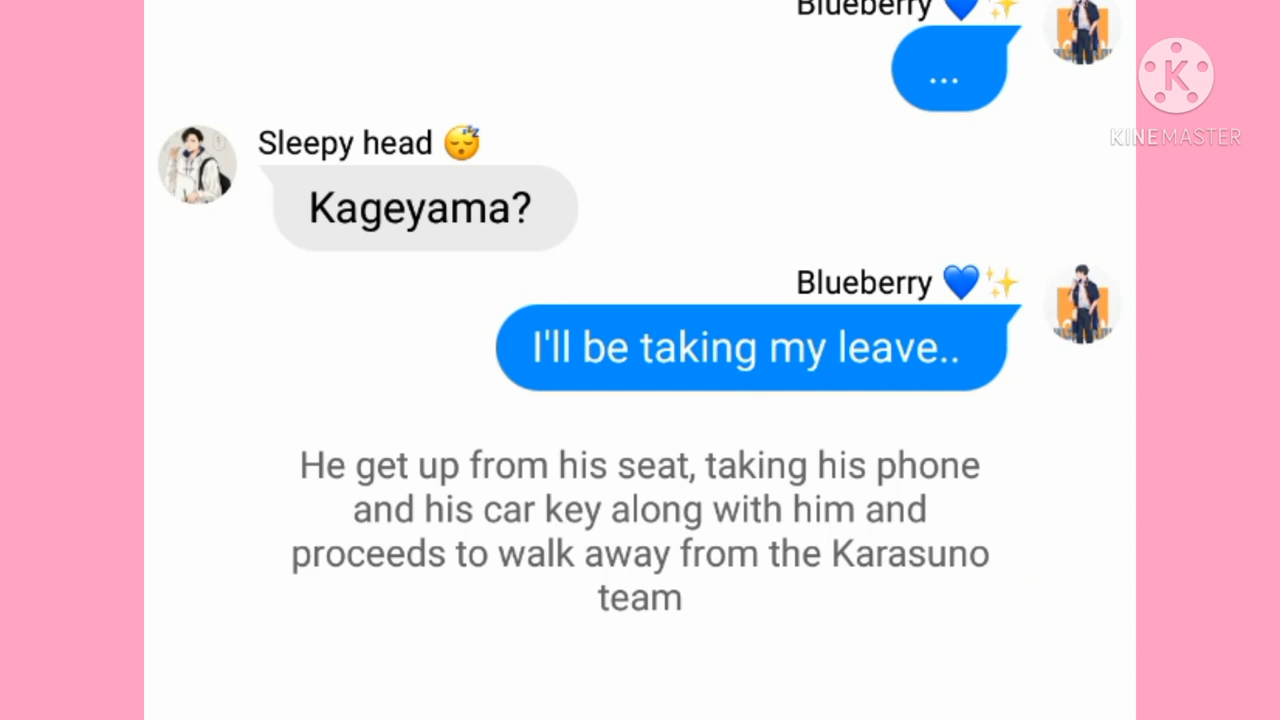 Blueberry 💙✨
...
Sleepy head 😴
Kageyama?
Blueberry 💙✨
I'll be taking my leave..
He get up from his seat, taking his phone
and his car key along with him and
proceeds to walk away from the Karasuno
team
K
KINEMASTER